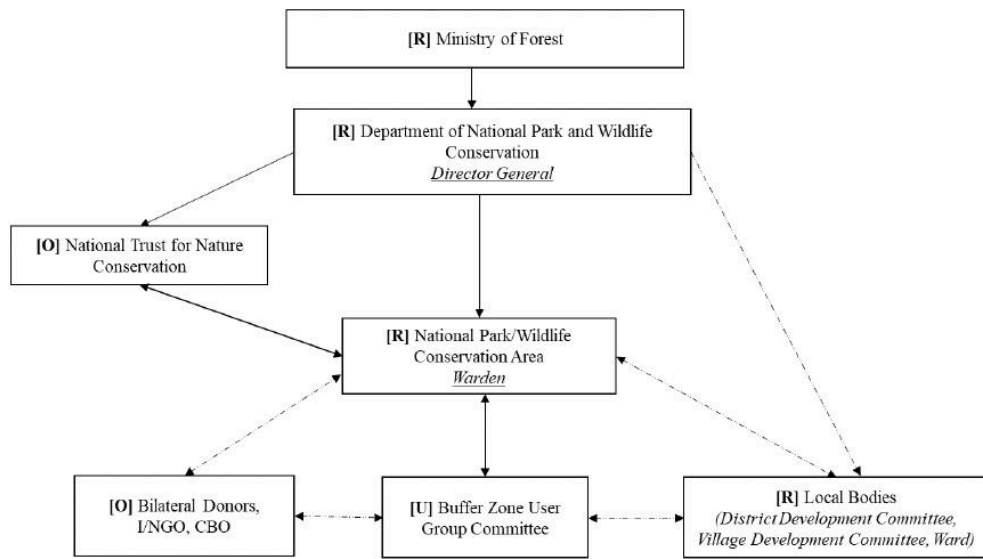 [R] Ministry of Forest
[R] Department of National Park and Wildlife
Conservation
Director General
[O] National Trust for Nature
Conservation
[R] National Park/Wildlife
Conservation Area
Warden
[O] Bilateral Donors,
I/NGO, CBO
[U] Buffer Zone User
Group Committee
[R] Local Bodies
(District Development Committee,
Village Development Committee, Ward)